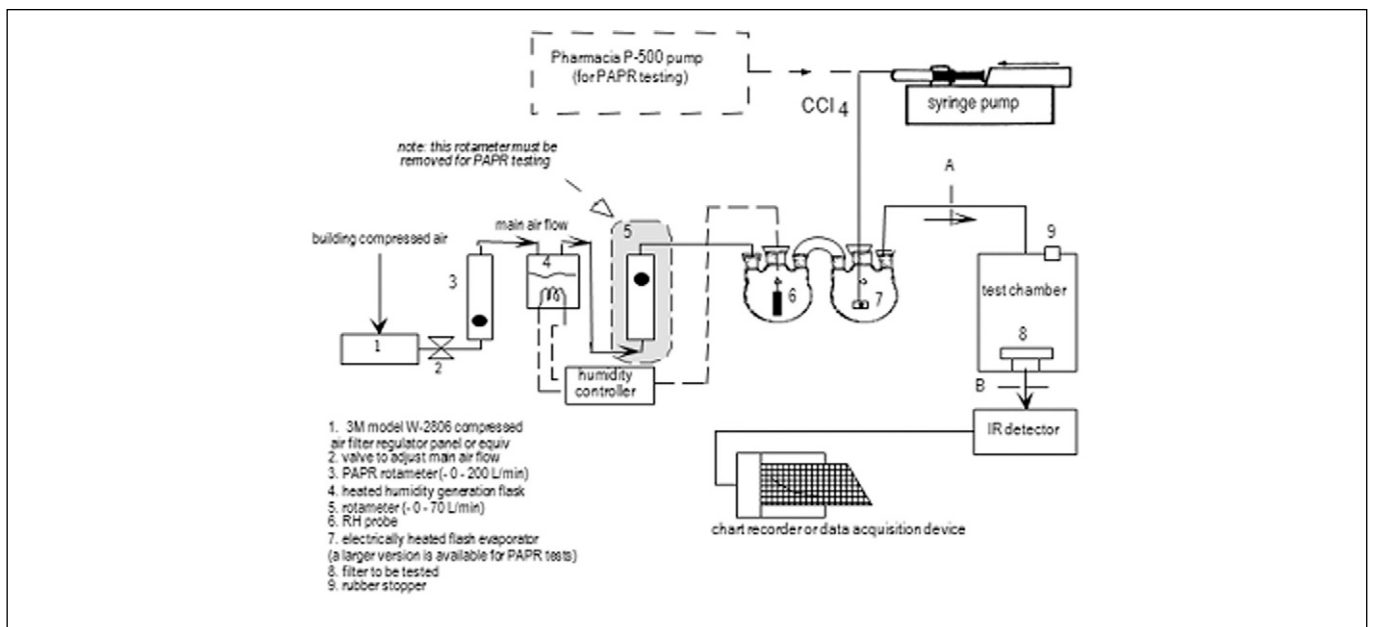 Pharmacia P-500 pump
(for PAPR testing)
CCl 4
syringe pump
note: this rotameter must be
removed for PAPR testing
A
main air flow
building compressed air
5
9
3
4
test chamber
6
7
8
1
2
humidity
controller
B
IR detector
1. 3M model W-2806 compressed
air filter regulator panel or equiv
2. valve to adjust main air flow
3. PAPR rotameter (- 0 - 200 L/min)
4. heated humidity generation flask
5. rotameter (- 0 - 70 L/min)
6. RH probe
7. electrically heated flash evaporator
(a larger version is available for PAPR tests)
8. filter to be tested
9. rubber stopper
chart recorder or data acquisition device